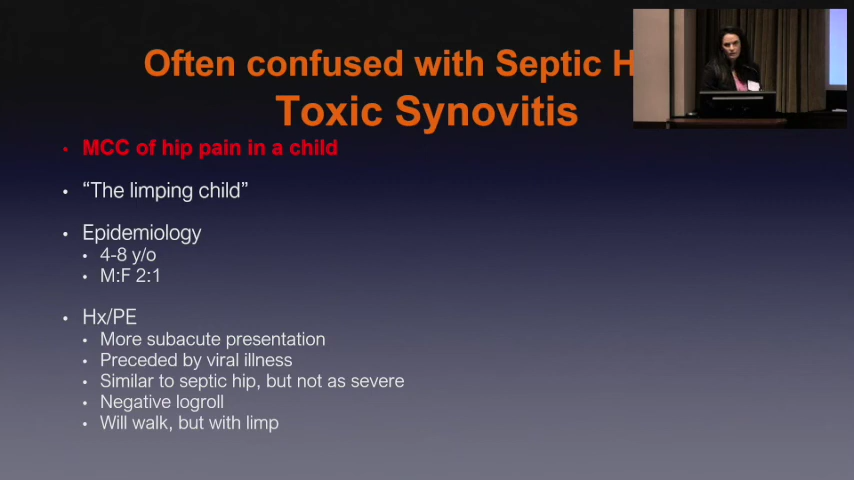 Often confused with Septic H
Toxic Synovitis
• MCC of hip pain in a child
• “The limping child”
• Epidemiology
• 4-8 y/o
• M:F 2:1
• Hx/PE
• More subacute presentation
• Preceded by viral illness
• Similar to septic hip, but not as severe
• Negative logroll
• Will walk, but with limp